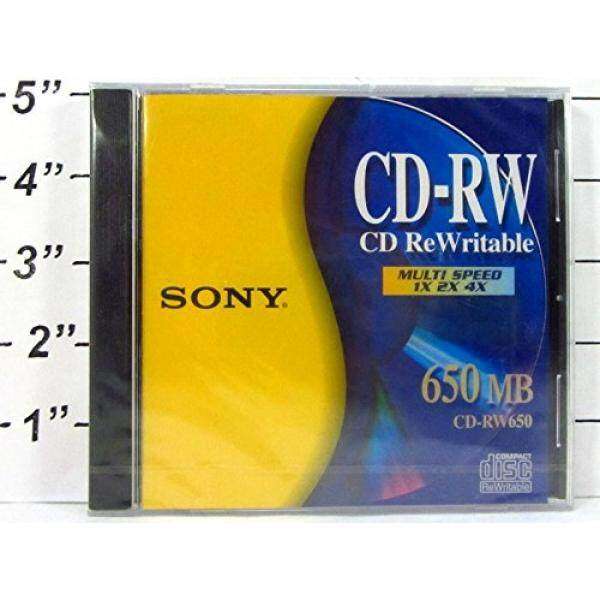 5"
4"
3"
2"
1"
SONY®
CD-RW
CD ReWritable
MULTI SPEED
1X 2X 4X
650 MB
CD-RW650
COMPACT
disc
ReWritable